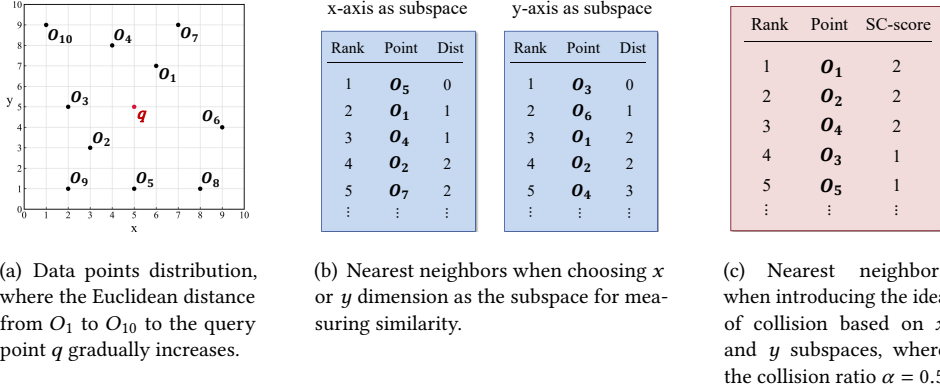 10
9
8
7
6
5
4
3
2
1
0
y
O10
O4
O7
O1
O3
q
O6
O2
O9
O5
O8
0 1 2 3 4 5 6 7 8 9 10
x
x-axis as subspace
Rank Point Dist
1 O5 0
2 O1 1
3 O4 1
4 O2 2
5 O7 2
⋮ ⋮ ⋮
y-axis as subspace
Rank Point Dist
1 O3 0
2 O6 1
3 O1 2
4 O2 2
5 O4 3
⋮ ⋮ ⋮
Rank Point SC-score
1 O1 2
2 O2 2
3 O4 2
4 O3 1
5 O5 1
⋮ ⋮ ⋮
(a) Data points distribution,
where the Euclidean distance
from O1 to O10 to the query
point q gradually increases.
(b) Nearest neighbors when choosing x
or y dimension as the subspace for mea-
suring similarity.
(c) Nearest neighbor
when introducing the idea
of collision based on x
and y subspaces, where
the collision ratio α = 0.5